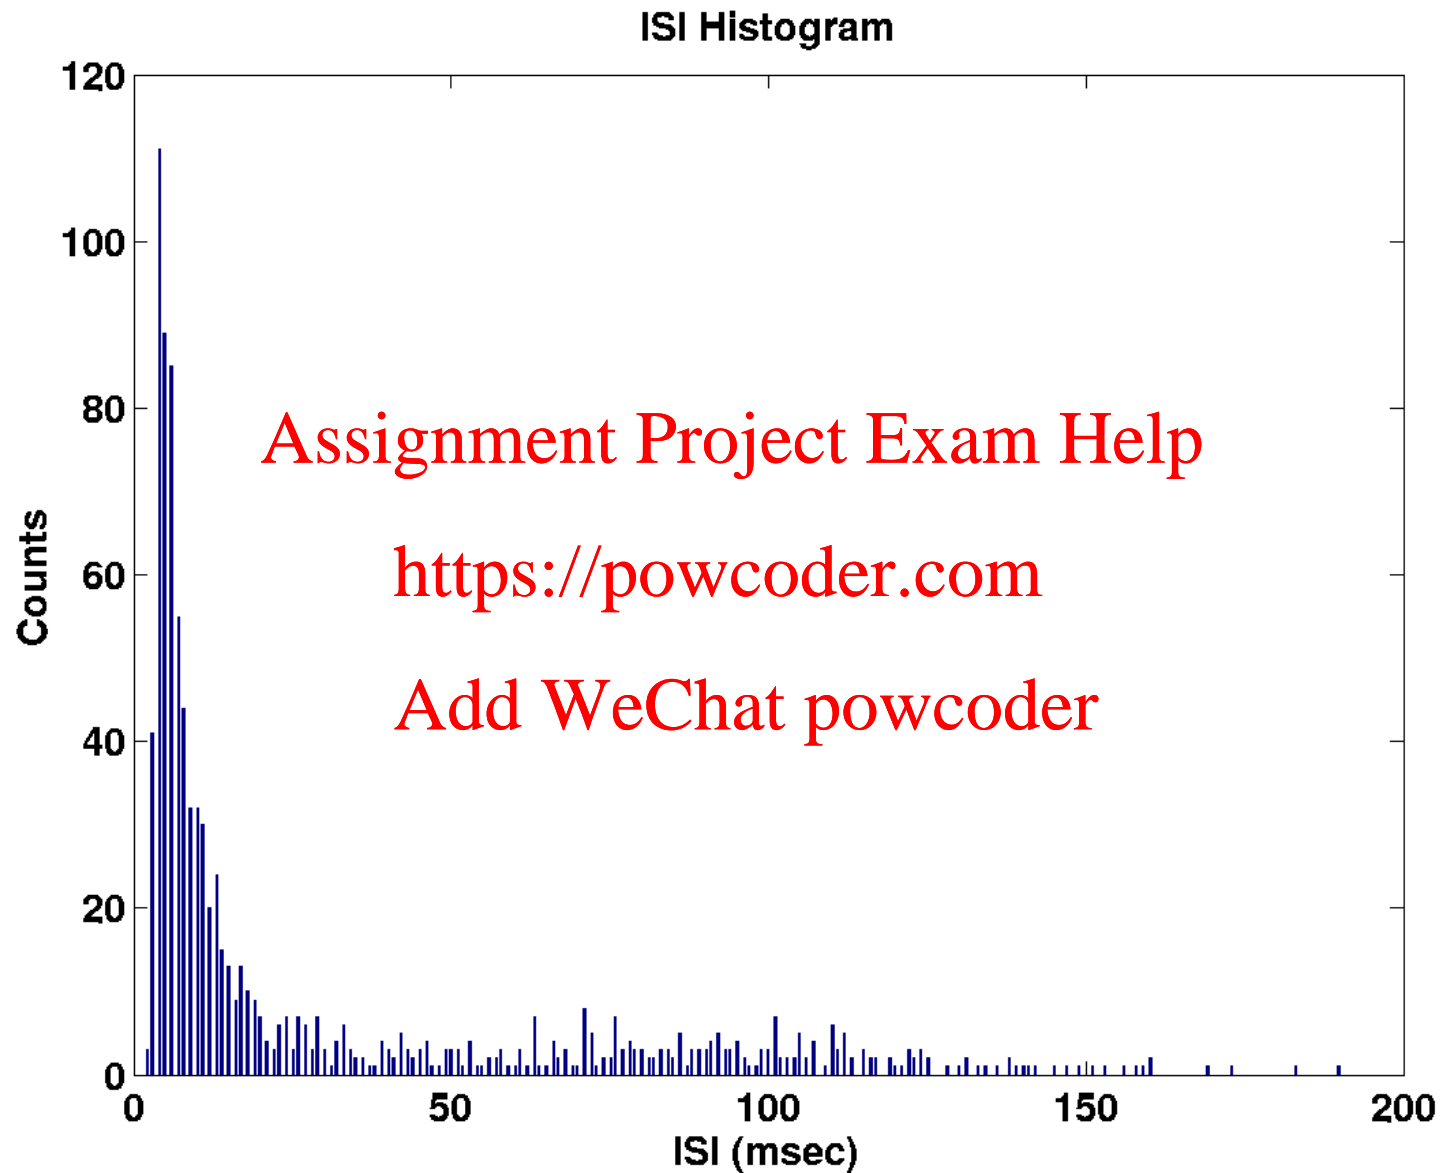 ISI Histogram
120
100
80
60
40
20
0
Counts
Assignment Project Exam Help
https://powcoder.com
Add WeChat powcoder
0 50 100 150 200
ISI (msec)